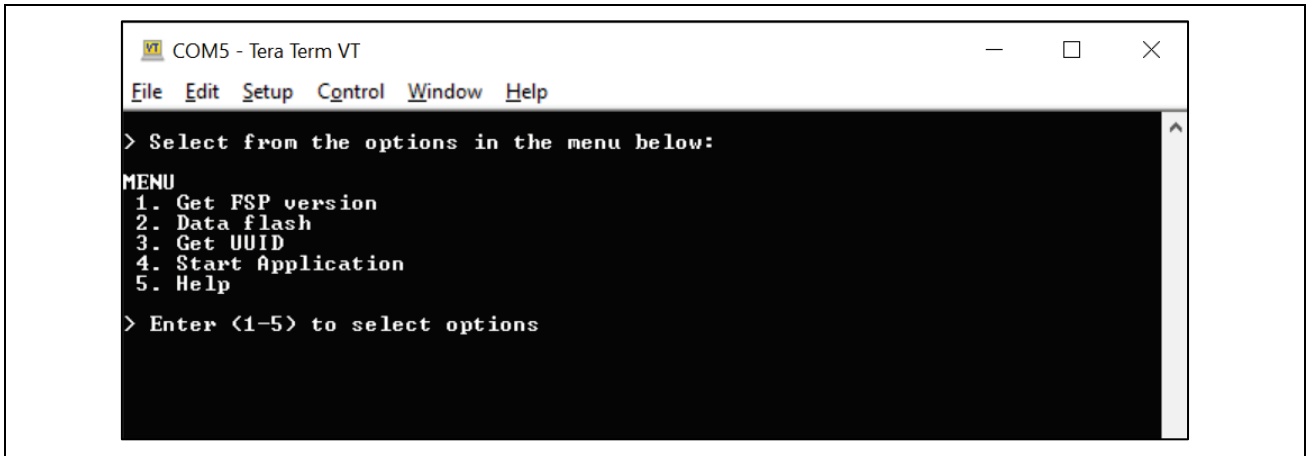 COM5 - Tera Term VT
File Edit Setup Control Window Help
> Select from the options in the menu below:
MENU
1. Get FSP version
2. Data flash
3. Get UUID
4. Start Application
5. Help
> Enter (1-5) to select options